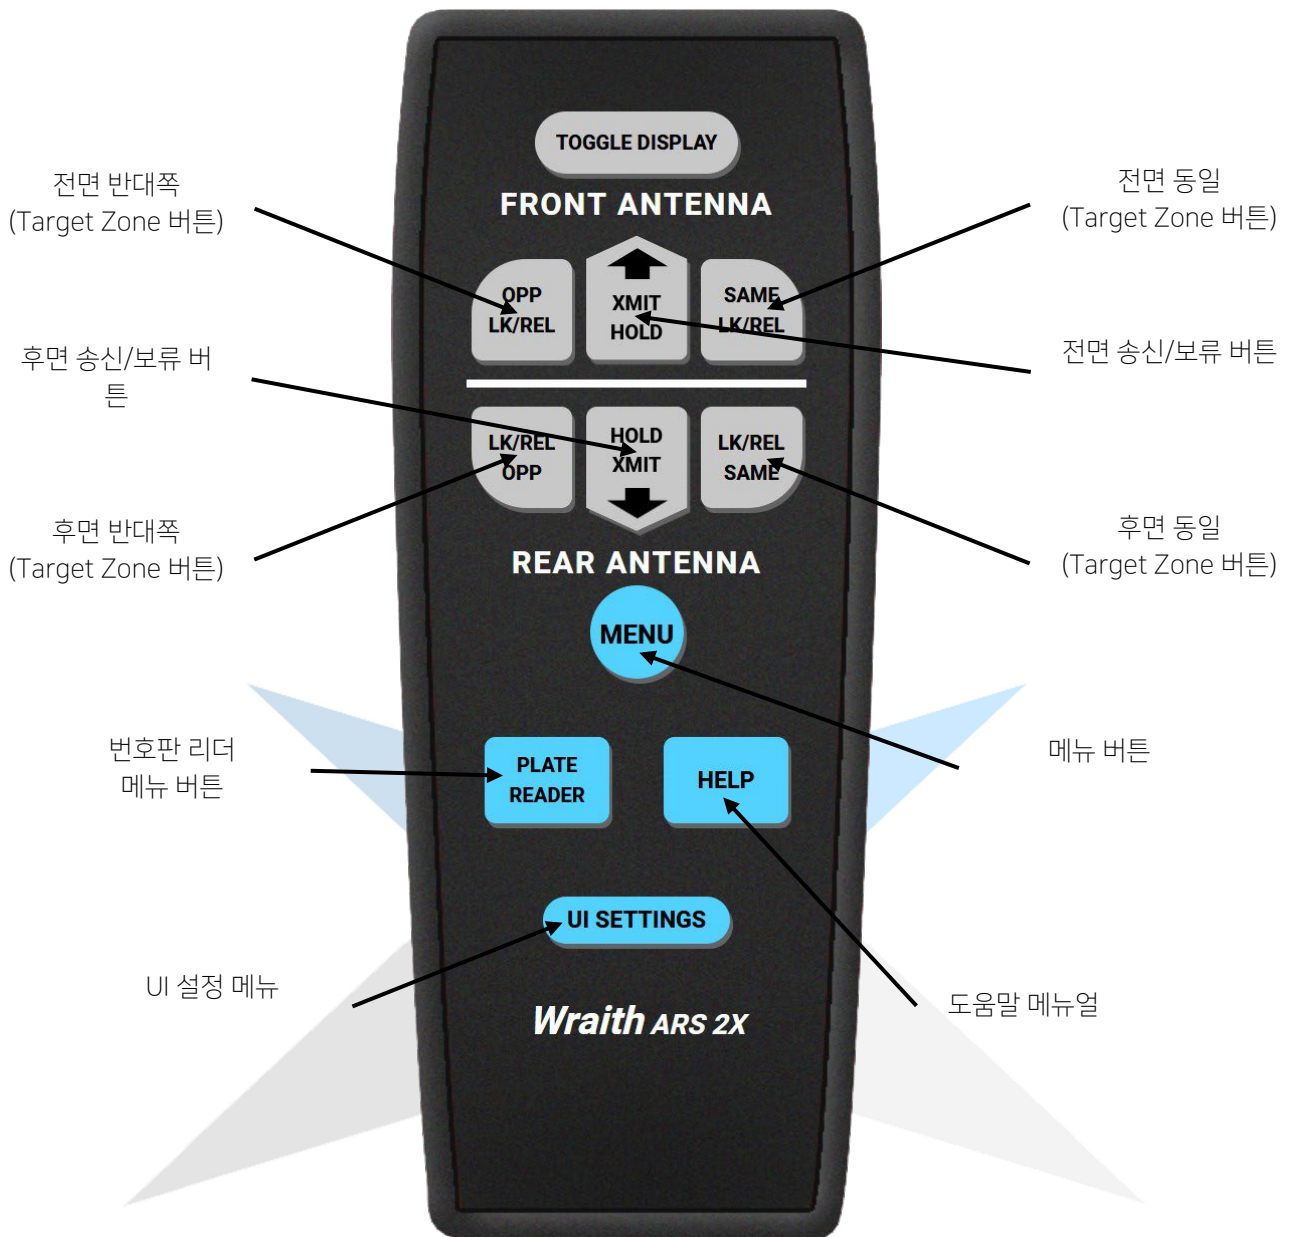 TOGGLE DISPLAY
FRONT ANTENNA
전면 반대쪽
(Target Zone 버튼)
전면 동일
(Target Zone 버튼)
OPP
LK/REL
XMIT
HOLD
SAME
LK/REL
후면 송신/보류 버
튼
전면 송신/보류 버튼
LK/REL
OPP
HOLD
XMIT
LK/REL
SAME
후면 반대쪽
(Target Zone 버튼)
후면 동일
(Target Zone 버튼)
REAR ANTENNA
MENU
번호판 리더
메뉴 버튼
메뉴 버튼
PLATE
READER
HELP
UI SETTINGS
UI 설정 메뉴
도움말 메뉴얼
Wraith ARS 2X